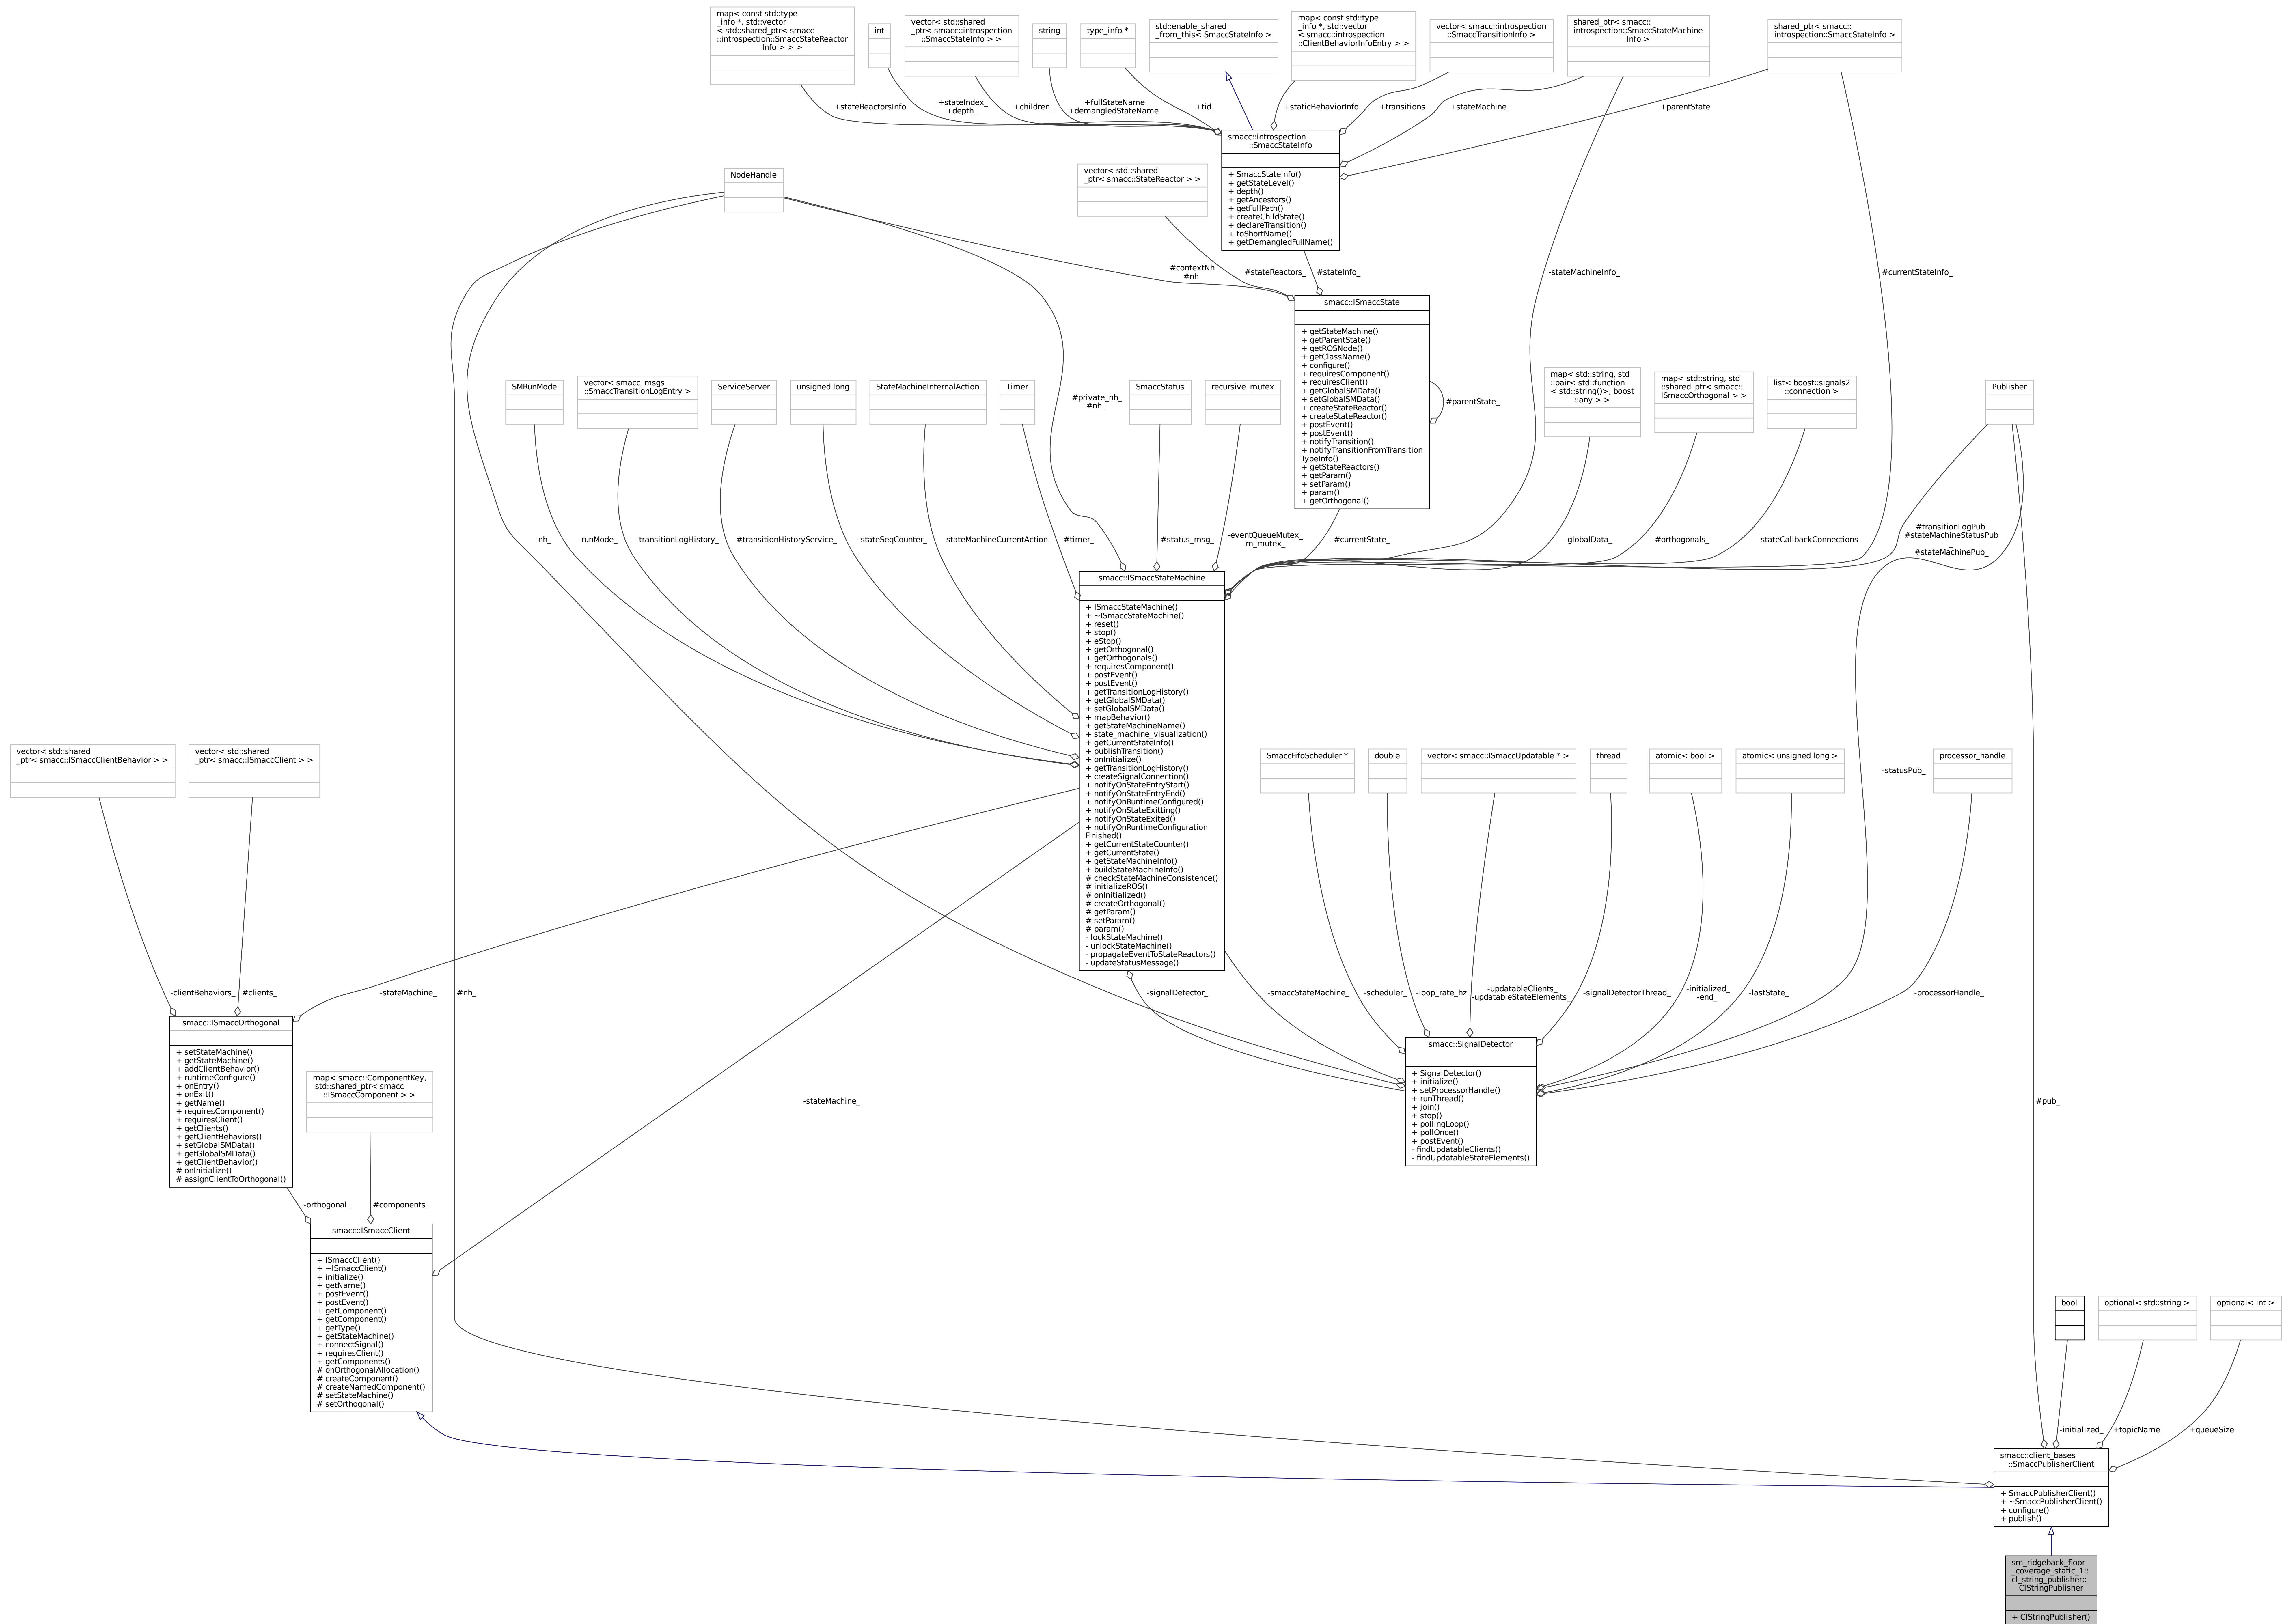 map< const std::type
_info *, std::vector
< std::shared_ptr< smacc
::introspection::SmaccStateReactor
Info > > >
int
vector< std::shared
_ptr< smacc::introspection
::SmaccStateInfo > >
string
type_info *
std::enable_shared
_from_this< SmaccStateInfo >
map< const std::type
_info *, std::vector
< smacc::introspection
::ClientBehaviorInfoEntry > >
vector< smacc::introspection
::SmaccTransitionInfo >
shared_ptr< smacc::
introspection::SmaccStateMachine
Info >
shared_ptr< smacc::
introspection::SmaccStateInfo >
+stateReactorsInfo
+stateIndex_
+depth_
+children_
+fullStateName
+demangledStateName
+tid_
+staticBehaviorInfo
+transitions_
+stateMachine_
+parentState_
smacc::introspection
::SmaccStateInfo
+ SmaccStateInfo()
+ getStateLevel()
+ depth()
+ getAncestors()
+ getFullPath()
+ createChildState()
+ declareTransition()
+ toShortName()
+ getDemangledFullName()
NodeHandle
vector< std::shared
_ptr< smacc::StateReactor > >
#contextNh
#nh
#stateReactors_
#stateInfo_
-stateMachineInfo_
#currentStateInfo_
smacc::ISmaccState
+ getStateMachine()
+ getParentState()
+ getROSNode()
+ getClassName()
+ configure()
+ requiresComponent()
+ requiresClient()
+ getGlobalSMData()
+ setGlobalSMData()
+ createStateReactor()
+ createStateReactor()
+ postEvent()
+ postEvent()
+ notifyTransition()
+ notifyTransitionFromTransition
TypeInfo()
+ getStateReactors()
+ getParam()
+ setParam()
+ param()
+ getOrthogonal()
#parentState_
SMRunMode
vector< smacc_msgs
::SmaccTransitionLogEntry >
ServiceServer
unsigned long
StateMachineInternalAction
Timer
#private_nh_
#nh_
SmaccStatus
recursive_mutex
map< std::string, std
::pair< std::function
< std::string()>, boost
::any > >
map< std::string, std
::shared_ptr< smacc::
ISmaccOrthogonal > >
list< boost::signals2
::connection >
Publisher
-nh_
-runMode_
-transitionLogHistory_
#transitionHistoryService_
-stateSeqCounter_
-stateMachineCurrentAction
#timer_
#status_msg_
-eventQueueMutex_
-m_mutex_
#currentState_
-globalData_
#orthogonals_
-stateCallbackConnections
#transitionLogPub_
#stateMachineStatusPub
_
#stateMachinePub_
smacc::ISmaccStateMachine
+ ISmaccStateMachine()
+ ~ISmaccStateMachine()
+ reset()
+ stop()
+ eStop()
+ getOrthogonal()
+ getOrthogonals()
+ requiresComponent()
+ postEvent()
+ postEvent()
+ getTransitionLogHistory()
+ getGlobalSMData()
+ setGlobalSMData()
+ mapBehavior()
+ getStateMachineName()
+ state_machine_visualization()
+ getCurrentStateInfo()
+ publishTransition()
+ onInitialize()
+ getTransitionLogHistory()
+ createSignalConnection()
+ notifyOnStateEntryStart()
+ notifyOnStateEntryEnd()
+ notifyOnRuntimeConfigured()
+ notifyOnStateExitting()
+ notifyOnStateExited()
+ notifyOnRuntimeConfiguration
Finished()
+ getCurrentStateCounter()
+ getCurrentState()
+ getStateMachineInfo()
+ buildStateMachineInfo()
# checkStateMachineConsistence()
# initializeROS()
# onInitialized()
# createOrthogonal()
# getParam()
# setParam()
# param()
- lockStateMachine()
- unlockStateMachine()
- propagateEventToStateReactors()
- updateStatusMessage()
vector< std::shared
_ptr< smacc::ISmaccClientBehavior > >
vector< std::shared
_ptr< smacc::ISmaccClient > >
SmaccFifoScheduler *
double
vector< smacc::ISmaccUpdatable * >
thread
atomic< bool >
atomic< unsigned long >
-statusPub_
processor_handle
-clientBehaviors_
#clients_
-stateMachine_
#nh_
-signalDetector_
-smaccStateMachine_
-scheduler_
-loop_rate_hz
-updatableClients_
-updatableStateElements_
-signalDetectorThread_
-initialized_
-end_
-lastState_
-processorHandle_
smacc::ISmaccOrthogonal
+ setStateMachine()
+ getStateMachine()
+ addClientBehavior()
+ runtimeConfigure()
+ onEntry()
+ onExit()
+ getName()
+ requiresComponent()
+ requiresClient()
+ getClients()
+ getClientBehaviors()
+ setGlobalSMData()
+ getGlobalSMData()
+ getClientBehavior()
# onInitialize()
# assignClientToOrthogonal()
map< smacc::ComponentKey,
std::shared_ptr< smacc
::ISmaccComponent > >
-stateMachine_
smacc::SignalDetector
+ SignalDetector()
+ initialize()
+ setProcessorHandle()
+ runThread()
+ join()
+ stop()
+ pollingLoop()
+ pollOnce()
+ postEvent()
- findUpdatableClients()
- findUpdatableStateElements()
#pub_
-orthogonal_
#components_
smacc::ISmaccClient
+ ISmaccClient()
+ ~ISmaccClient()
+ initialize()
+ getName()
+ postEvent()
+ postEvent()
+ getComponent()
+ getComponent()
+ getType()
+ getStateMachine()
+ connectSignal()
+ requiresClient()
+ getComponents()
# onOrthogonalAllocation()
# createComponent()
# createNamedComponent()
# setStateMachine()
# setOrthogonal()
bool
optional< std::string >
optional< int >
-initialized_
+topicName
+queueSize
smacc::client_bases
::SmaccPublisherClient
+ SmaccPublisherClient()
+ ~SmaccPublisherClient()
+ configure()
+ publish()
sm_ridgeback_floor
_coverage_static_1::
cl_string_publisher::
ClStringPublisher
+ ClStringPublisher()